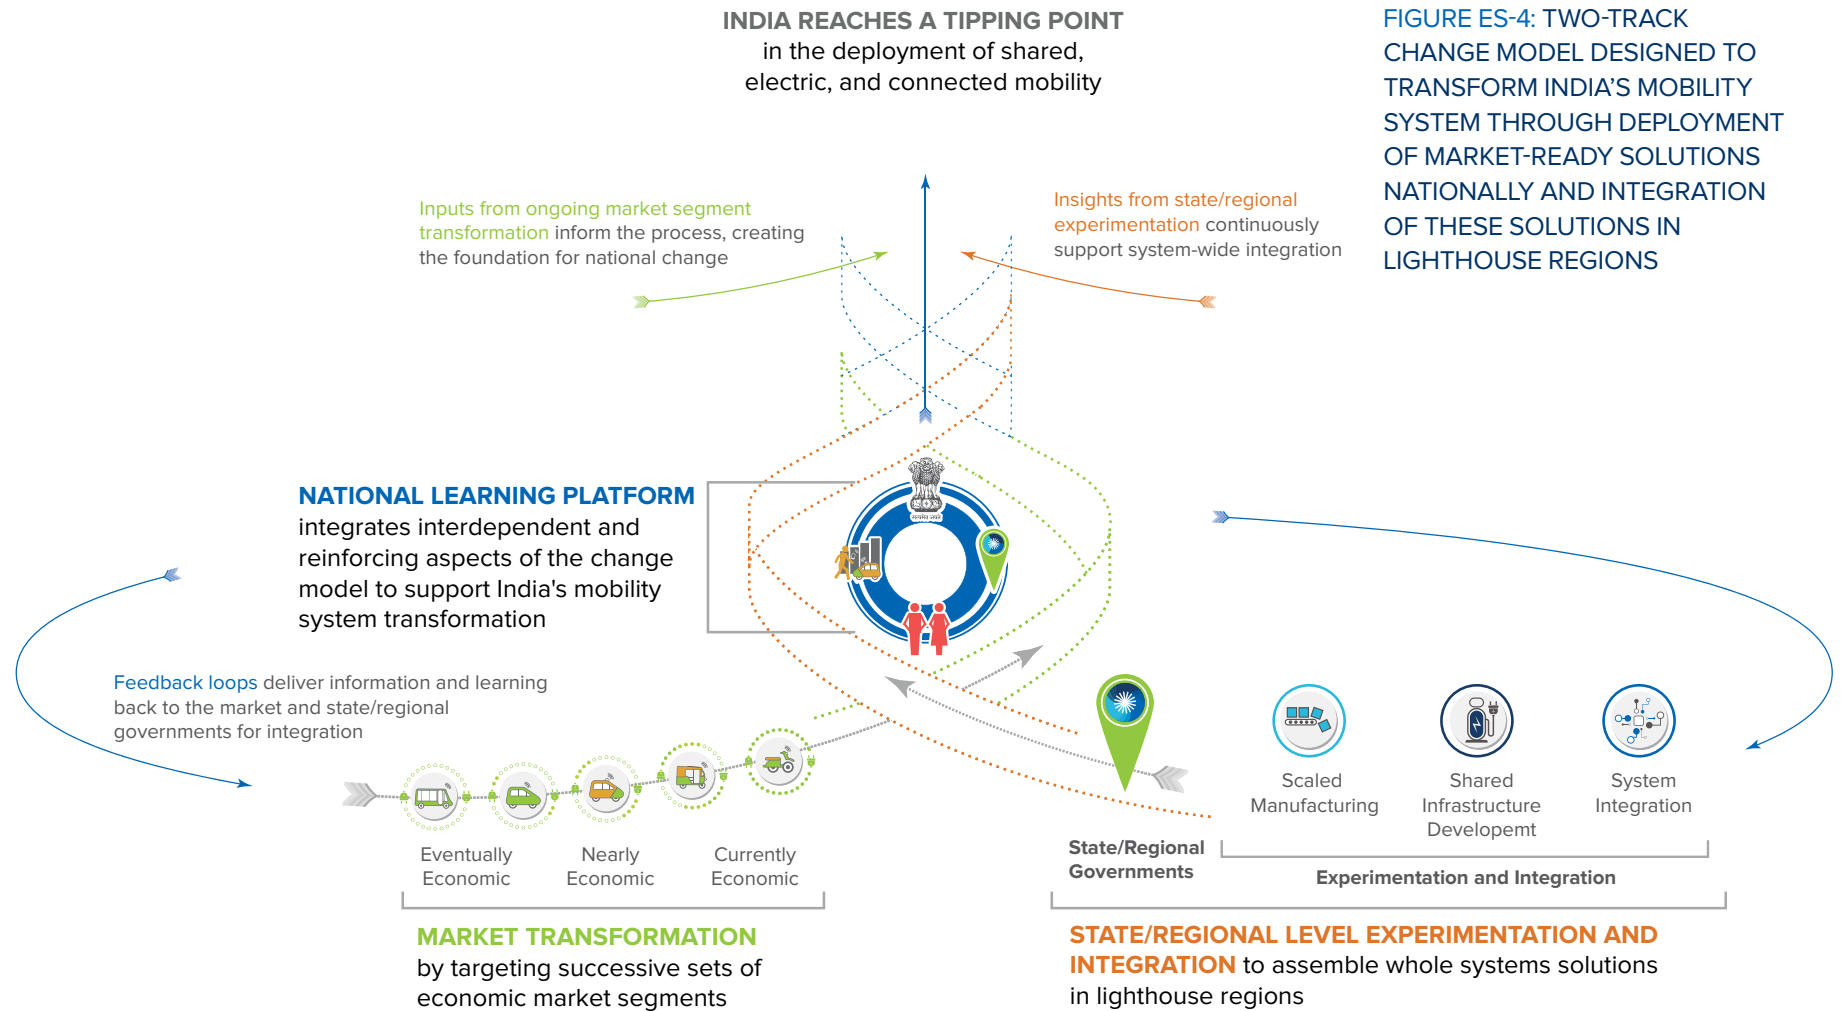 INDIA REACHES A TIPPING POINT
in the deployment of shared,
electric, and connected mobility
FIGURE ES-4: TWO-TRACK
CHANGE MODEL DESIGNED TO
TRANSFORM INDIA’S MOBILITY
SYSTEM THROUGH DEPLOYMENT
OF MARKET-READY SOLUTIONS
NATIONALLY AND INTEGRATION
OF THESE SOLUTIONS IN
LIGHTHOUSE REGIONS
Inputs from ongoing market segment
transformation inform the process, creating
the foundation for national change
Insights from state/regional
experimentation continuously
support system-wide integration
NATIONAL LEARNING PLATFORM
integrates interdependent and
reinforcing aspects of the change
model to support India's mobility
system transformation
सत्यमेव जयते
Feedback loops deliver information and learning
back to the market and state/regional
governments for integration
Eventually
Economic
Nearly
Economic
Currently
Economic
MARKET TRANSFORMATION
by targeting successive sets of
economic market segments
State/Regional
Governments
Scaled
Manufacturing
Shared
Infrastructure
Developemt
System
Integration
Experimentation and Integration
STATE/REGIONAL LEVEL EXPERIMENTATION AND
INTEGRATION to assemble whole systems solutions
in lighthouse regions